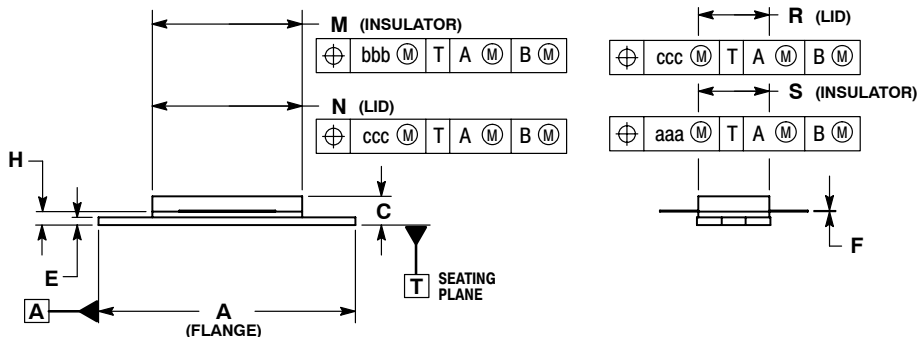 M (INSULATOR)
⌖ bbb Ⓜ T A Ⓜ B Ⓜ
N (LID)
⌖ ccc Ⓜ T A Ⓜ B Ⓜ
R (LID)
⌖ ccc Ⓜ T A Ⓜ B Ⓜ
S (INSULATOR)
⌖ aaa Ⓜ T A Ⓜ B Ⓜ
H
C
E
F
A
A
(FLANGE)
T
SEATING
PLANE